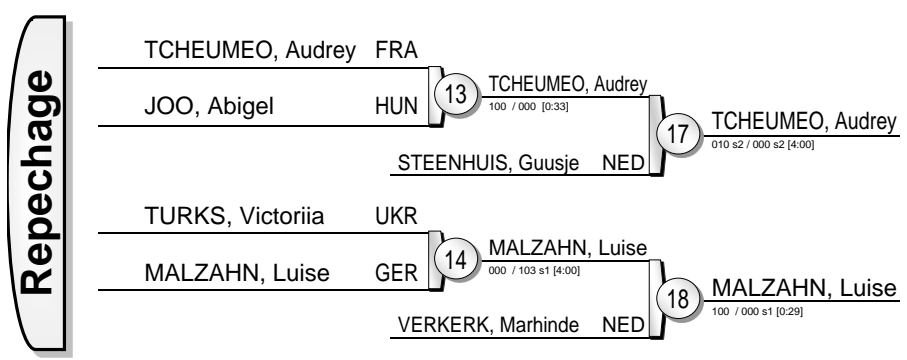 Repechage
TCHEUMEO, Audrey FRA
JOO, Abigel HUN
13
TCHEUMEO, Audrey
100 / 000 [0:33]
STEENHUIS, Guusje NED
17
TCHEUMEO, Audrey
010 s2 / 000 s2 [4:00]
TURKS, Victoriia UKR
MALZAHN, Luise GER
14
MALZAHN, Luise
000 / 103 s1 [4:00]
VERKERK, Marhinde NED
18
MALZAHN, Luise
100 / 000 s1 [0:29]